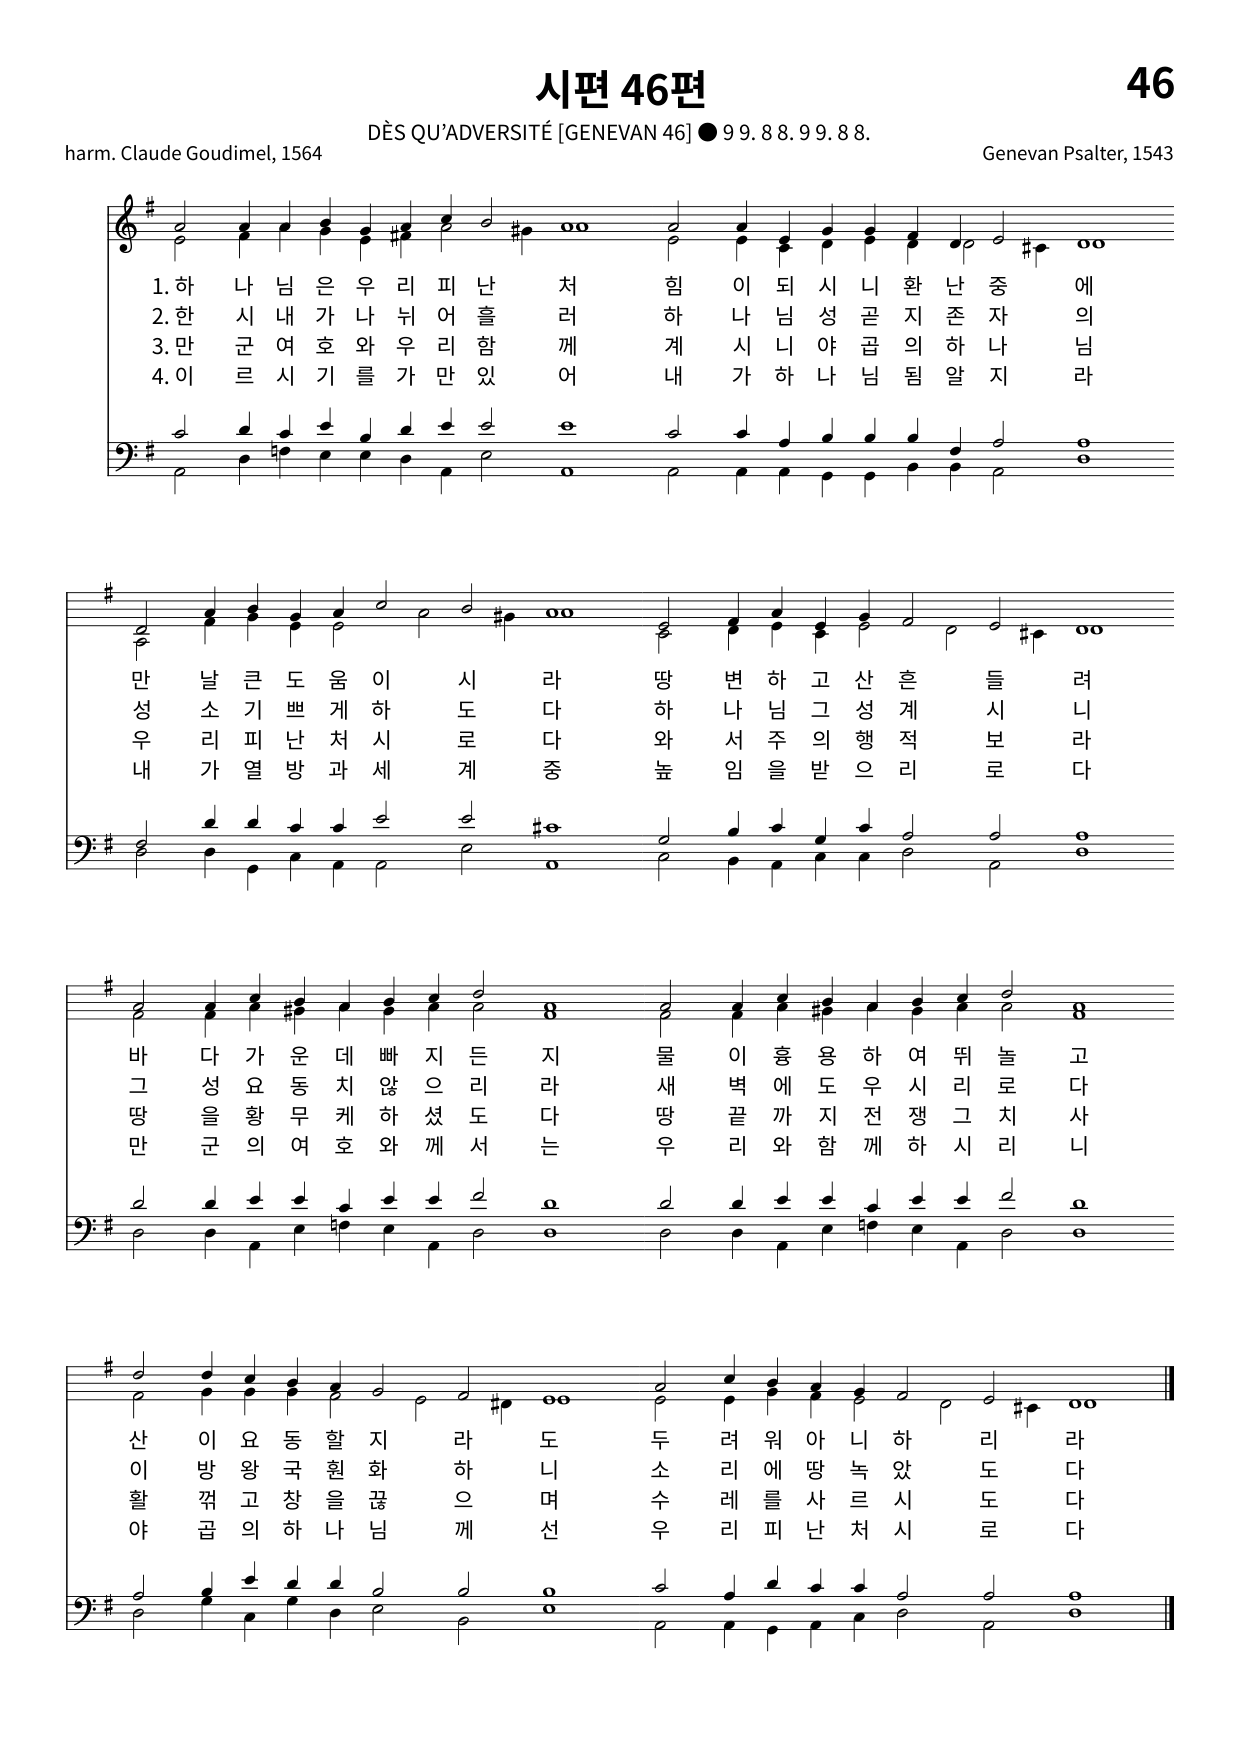 시편 46편
46
DÈS QU’ADVERSITÉ [GENEVAN 46] ● 9 9. 8 8. 9 9. 8 8.
harm. Claude Goudimel, 1564
Genevan Psalter, 1543
1. 하 나 님 은 우 리 피 난 처 힘 이 되 시 니 환 난 중 에
2. 한 시 내 가 나 뉘 어 흘 러 하 나 님 성 곧 지 존 자 의
3. 만 군 여 호 와 우 리 함 께 계 시 니 야 곱 의 하 나 님
4. 이 르 시 기 를 가 만 있 어 내 가 하 나 님 됨 알 지 라
만 날 큰 도 움 이 시 라 땅 변 하 고 산 흔 들 려
성 소 기 쁘 게 하 도 다 하 나 님 그 성 계 시 니
우 리 피 난 처 시 로 다 와 서 주 의 행 적 보 라
내 가 열 방 과 세 계 중 높 임 을 받 으 리 로 다
바 다 가 운 데 빠 지 든 지 물 이 흉 용 하 여 뛰 놀 고
그 성 요 동 치 않 으 리 라 새 벽 에 도 우 시 리 로 다
땅 을 황 무 케 하 셨 도 다 땅 끝 까 지 전 쟁 그 치 사
만 군 의 여 호 와 께 서 는 우 리 와 함 께 하 시 리 니
산 이 요 동 할 지 라 도 두 려 워 아 니 하 리 라
이 방 왕 국 훤 화 하 니 소 리 에 땅 녹 았 도 다
활 꺾 고 창 을 끊 으 며 수 레 를 사 르 시 도 다
야 곱 의 하 나 님 께 선 우 리 피 난 처 시 로 다